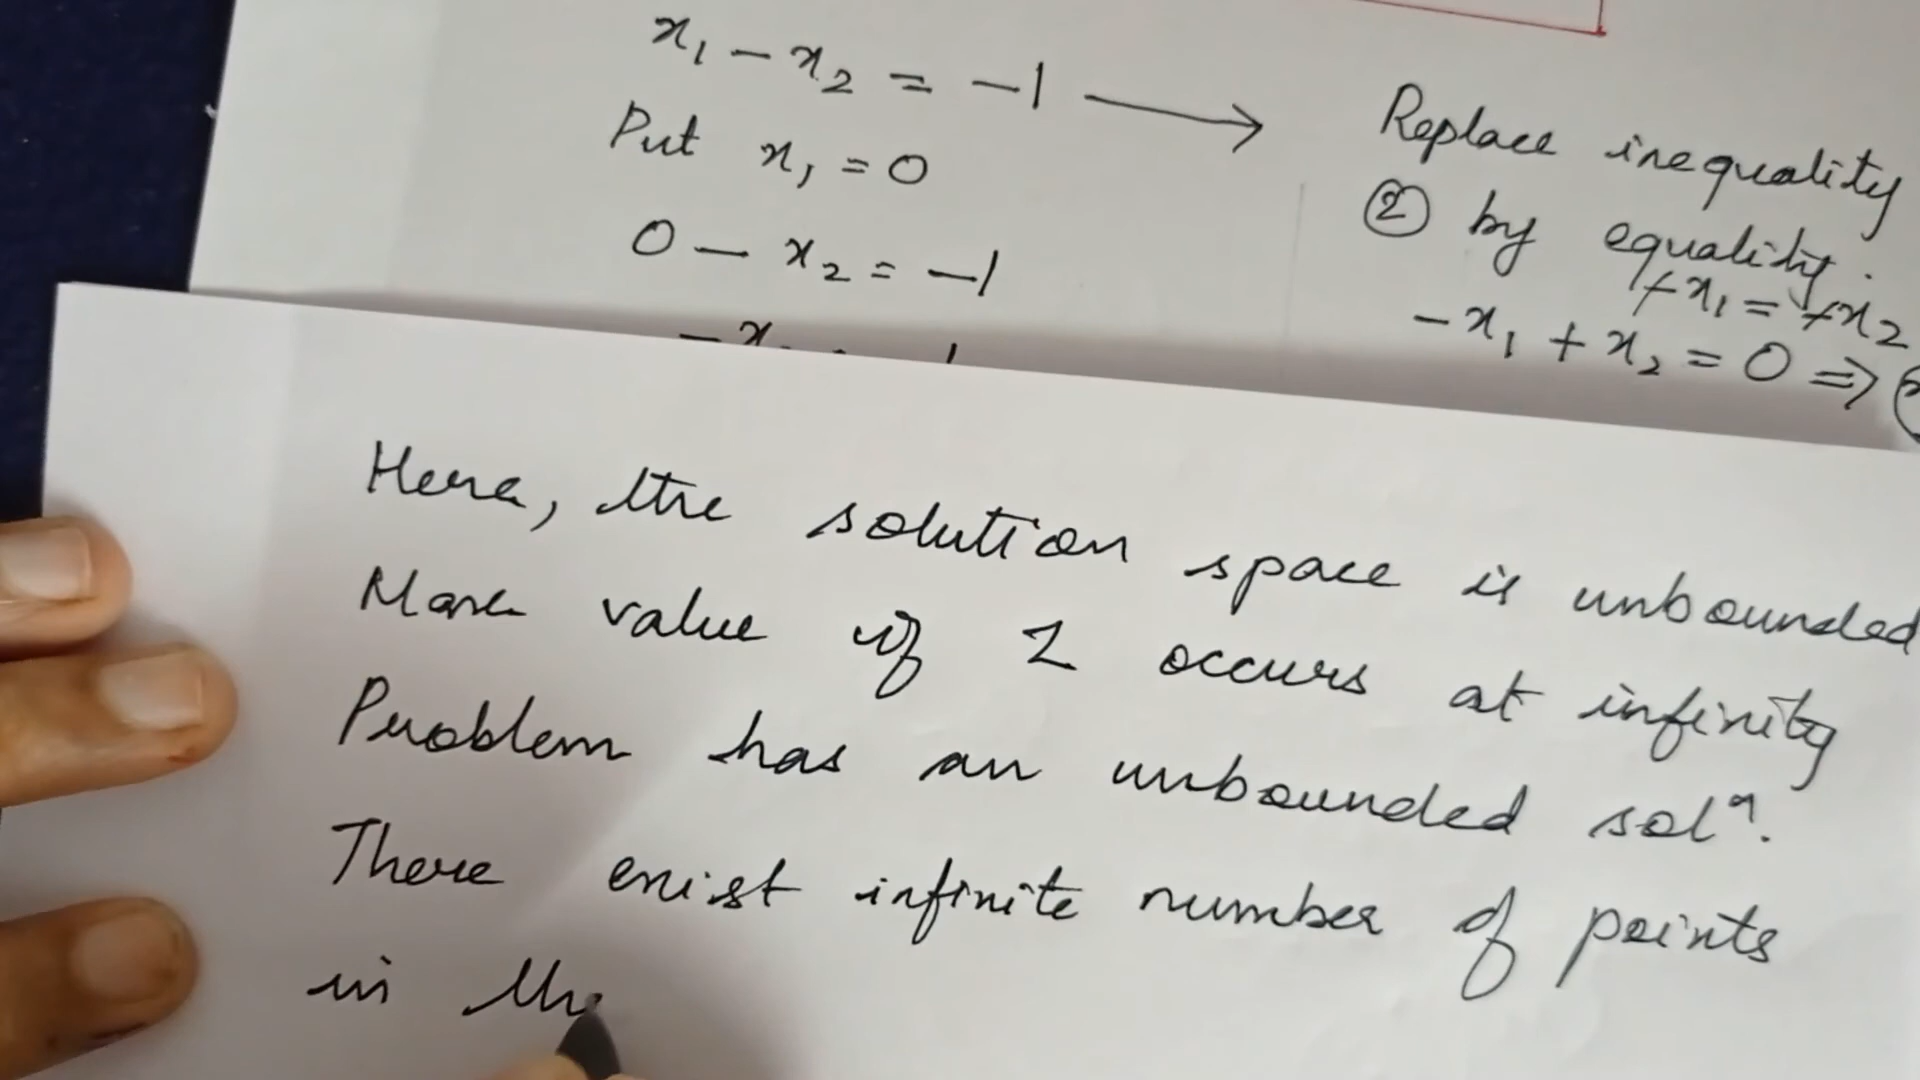 x₁ - x₂ = -1 →
Put x₁ = 0
0 - x₂ = -1
Replace inequality
② by equality.
+x₁ = +x₂
-x₁ + x₂ = 0 ⇒
Here, the solution space is unbounded
Max value of Z occurs at infinity
Problem has an unbounded solⁿ.
There exist infinite number of points
in the